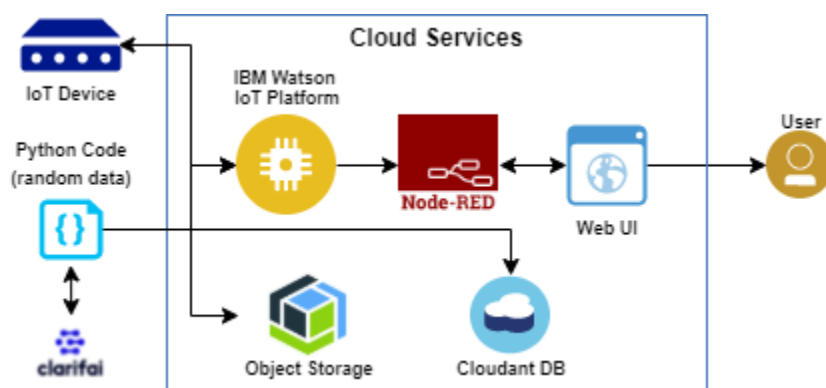 Cloud Services
IoT Device
IBM Watson
IoT Platform
User
Python Code
(random data)
{}
Node-RED
Web UI
clarifai
Object Storage
Cloudant DB